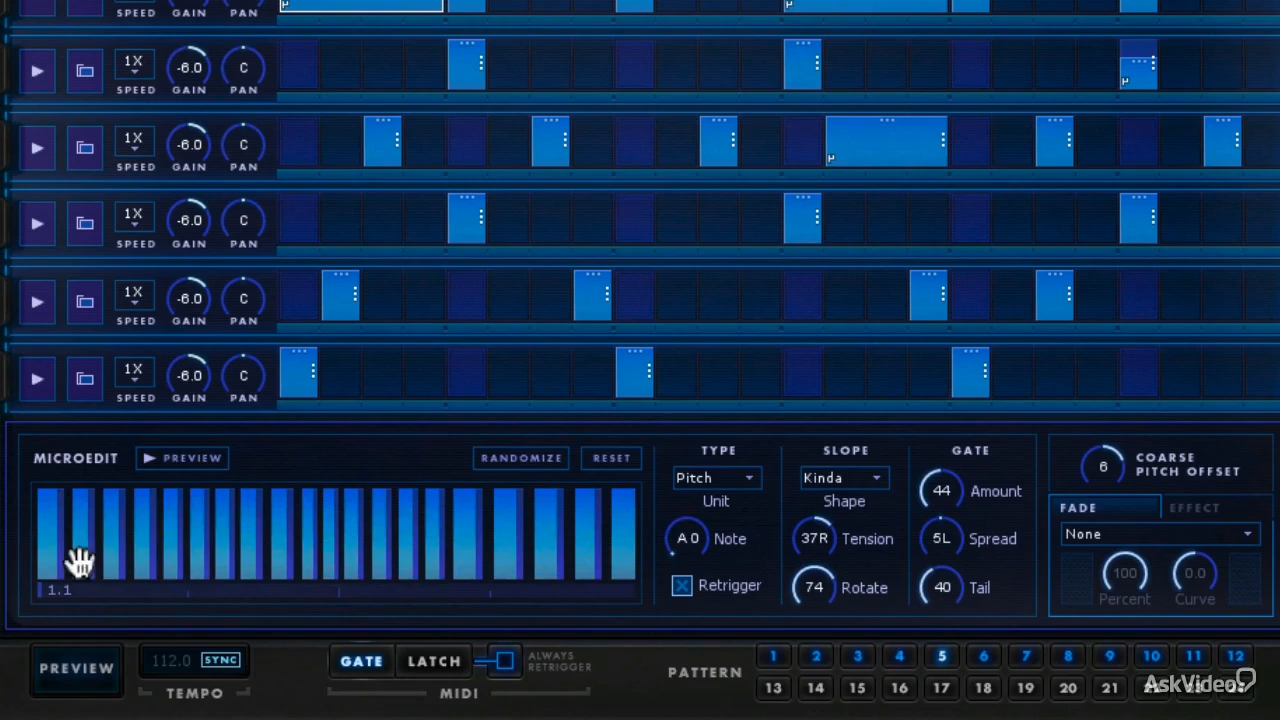 SPEED GAIN PAN
µ µ
1X -6.0 C
SPEED GAIN PAN
µ
1X -6.0 C
SPEED GAIN PAN
µ
1X -6.0 C
SPEED GAIN PAN
1X -6.0 C
SPEED GAIN PAN
1X -6.0 C
SPEED GAIN PAN
MICROEDIT PREVIEW RANDOMIZE RESET
1.1
TYPE
Pitch
Unit
A 0 Note
Retrigger
SLOPE
Kinda
Shape
37R Tension
74 Rotate
GATE
44 Amount
5L Spread
40 Tail
6 COARSE
PITCH OFFSET
FADE EFFECT
None
100 0.0
Percent Curve
PREVIEW
112.0 SYNC
TEMPO
GATE LATCH
ALWAYS
RETRIGGER
MIDI
PATTERN
1 2 3 4 5 6 7 8 9 10 11 12
13 14 15 16 17 18 19 20 21
AskVideo